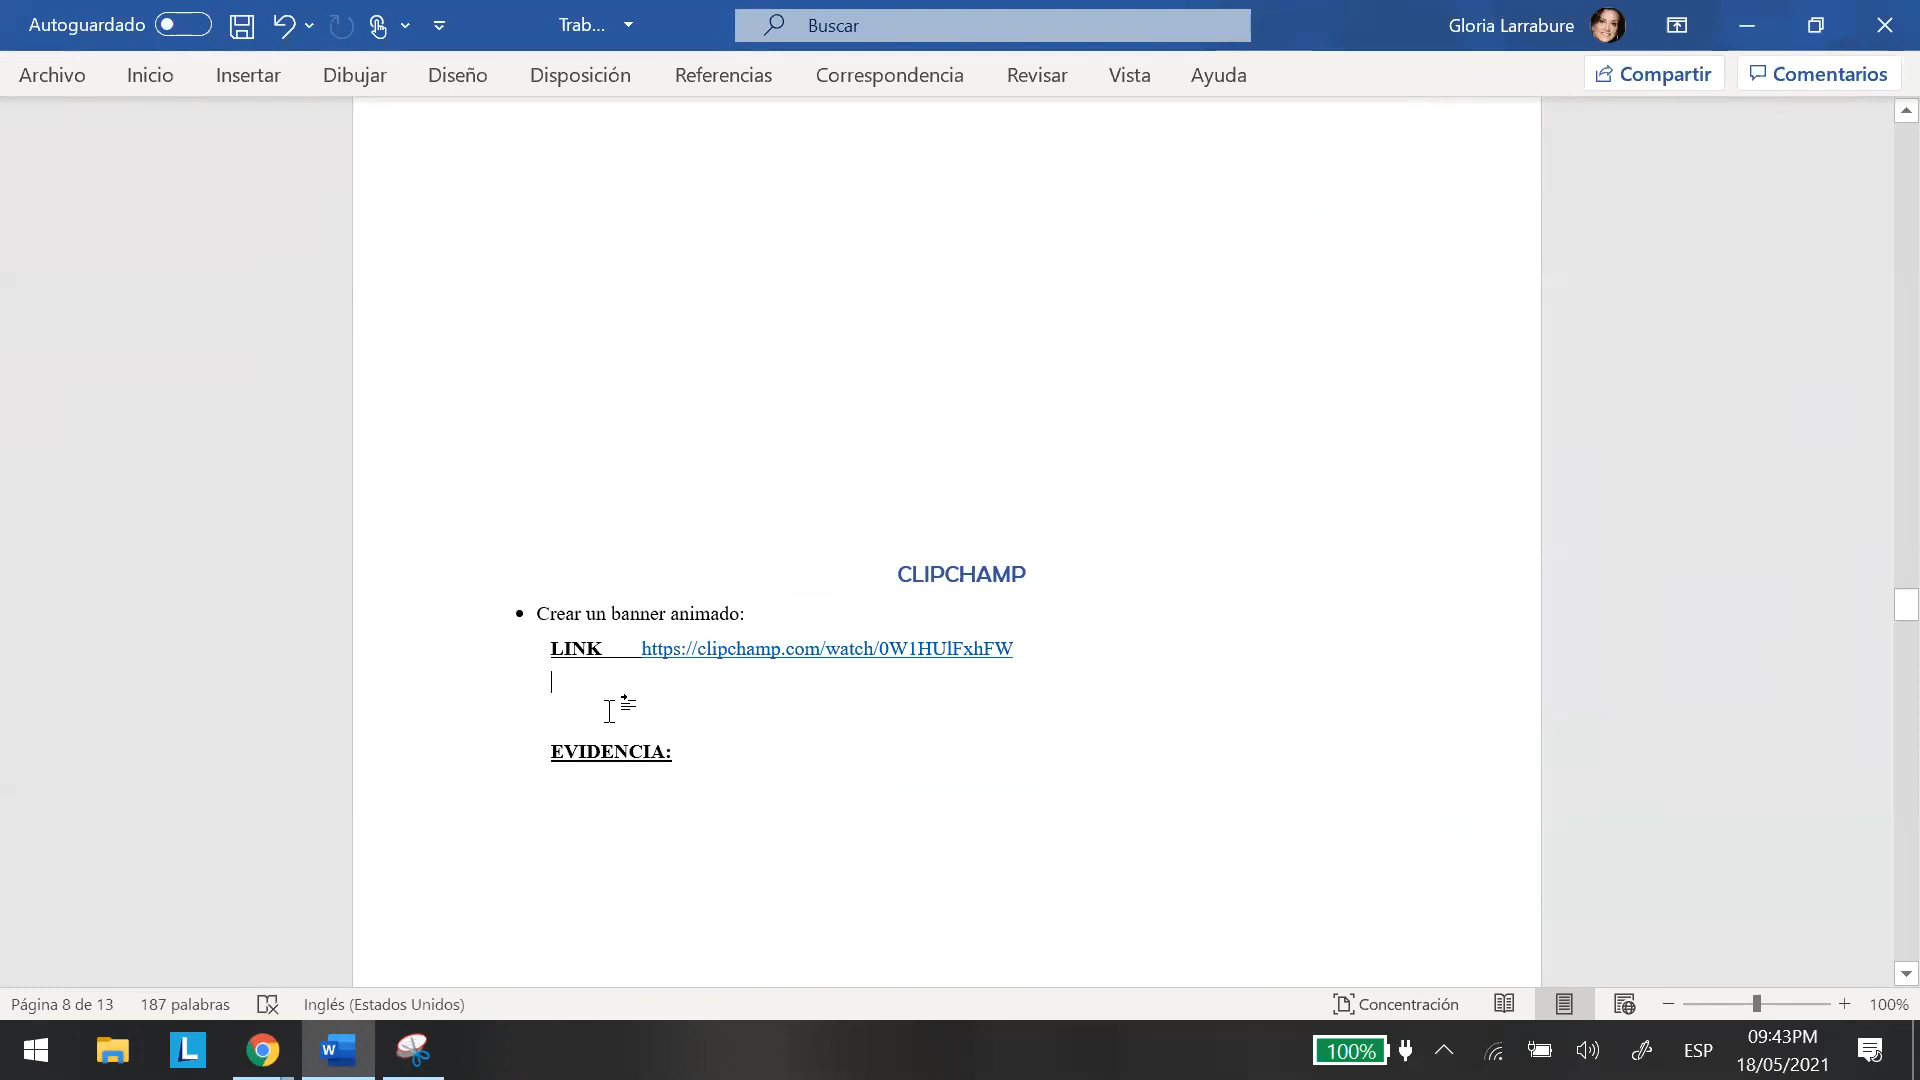 Autoguardado
Trab...
Buscar
Gloria Larrabure
Archivo Inicio Insertar Dibujar Diseño Disposición Referencias Correspondencia Revisar Vista Ayuda Compartir Comentarios
CLIPCHAMP
• Crear un banner animado:
LINK https://clipchamp.com/watch/0W1HUlFxhFW
EVIDENCIA:
Página 8 de 13 187 palabras Inglés (Estados Unidos) Concentración 100%
L W 100% ESP 09:43PM
18/05/2021